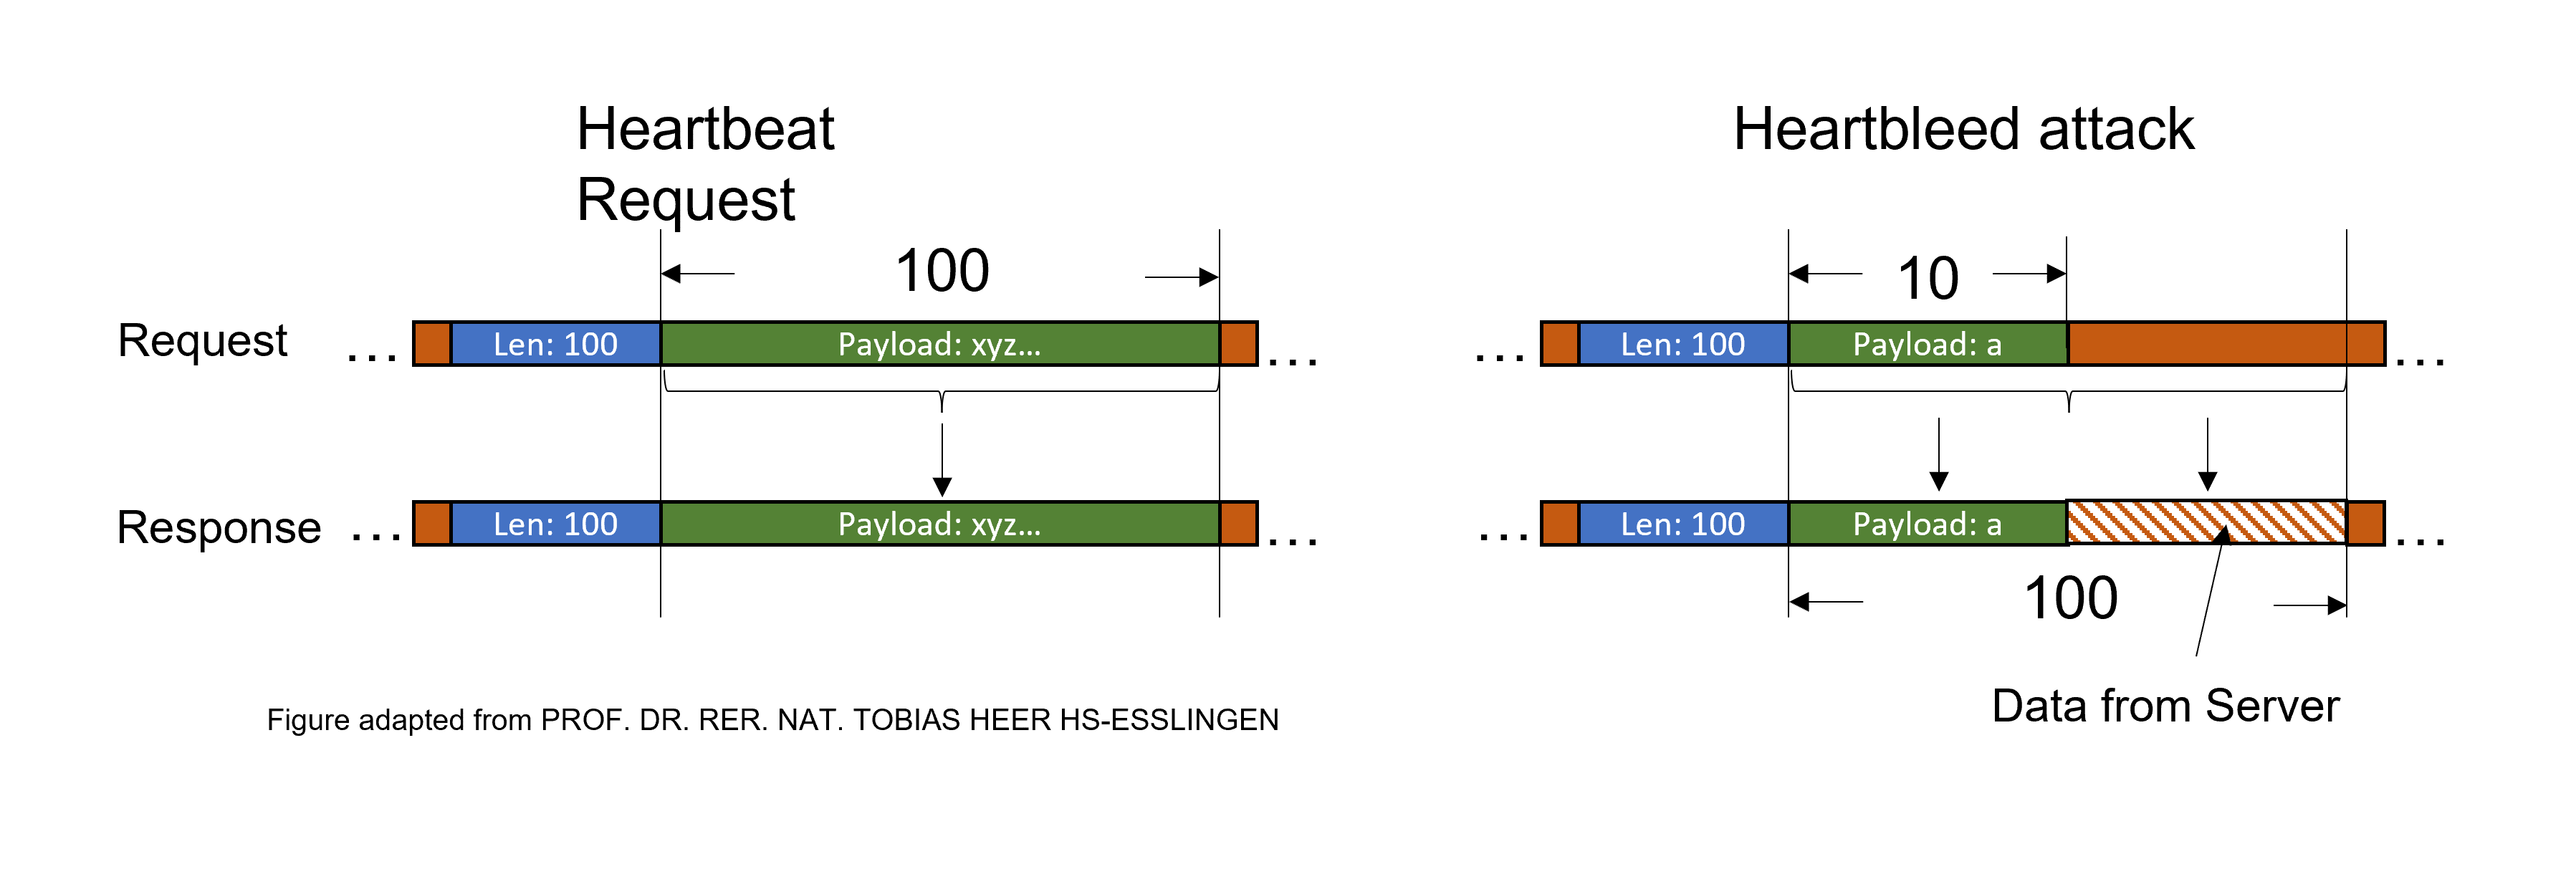 Heartbeat
Request
Heartbleed attack
100
10
Request
... Len: 100 Payload: xyz... ...
... Len: 100 Payload: a ...
Response
... Len: 100 Payload: xyz... ...
... Len: 100 Payload: a ...
100
Data from Server
Figure adapted from PROF. DR. RER. NAT. TOBIAS HEER HS-ESSLINGEN